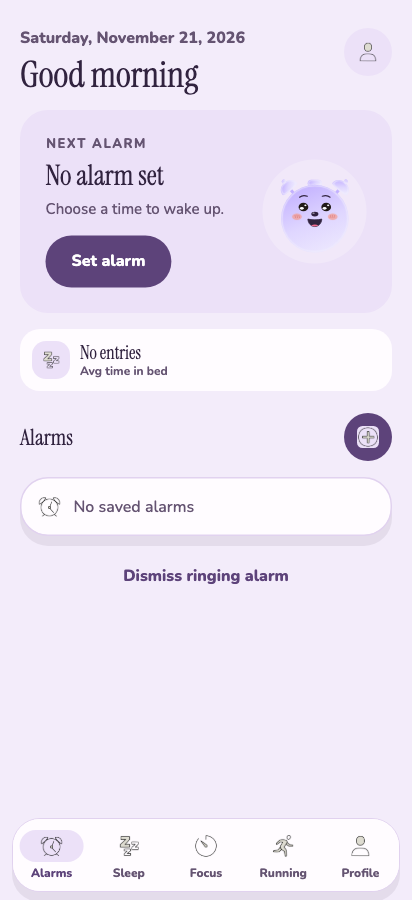 Saturday, November 21, 2026
Good morning
NEXT ALARM
No alarm set
Choose a time to wake up.
Set alarm
No entries
Avg time in bed
Alarms
No saved alarms
Dismiss ringing alarm
Alarms
Sleep
Focus
Running
Profile